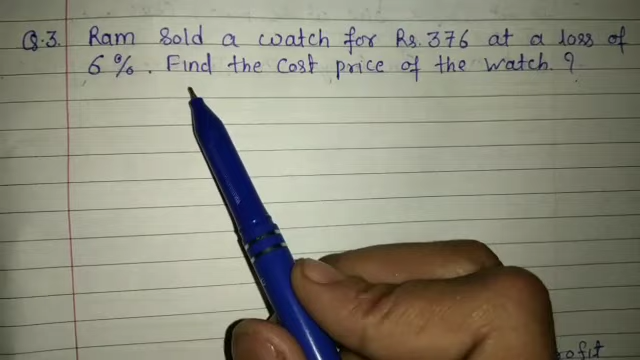 Q.3. Ram Sold a watch for Rs. 376 at a loss of
6%. Find the Cost price of the watch.?